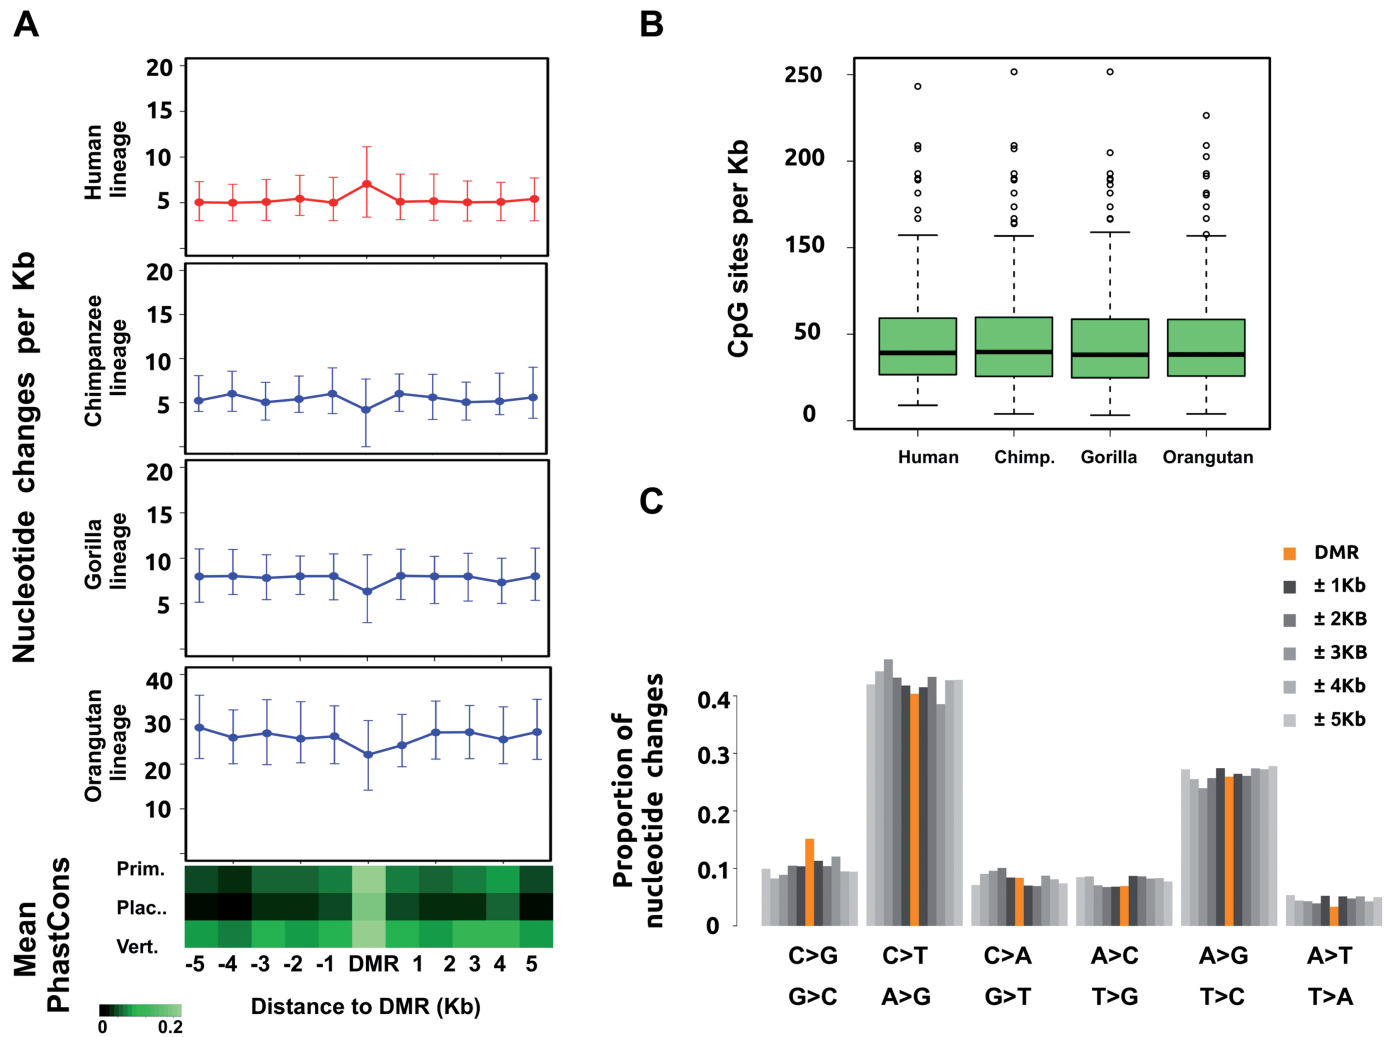 A
Nucleotide changes per Kb
Human
lineage
20
15
10
5
Chimpanzee
lineage
20
15
10
5
Gorilla
lineage
20
15
10
5
Orangutan
lineage
40
30
20
10
Mean
PhastCons
Prim.
Plac..
Vert.
-5 -4 -3 -2 -1 DMR 1 2 3 4 5
0 0.2
Distance to DMR (Kb)
B
CpG sites per Kb
250
200
150
50
0
Human Chimp. Gorilla Orangutan
C
DMR
± 1Kb
± 2KB
± 3KB
± 4Kb
± 5Kb
Proportion of
nucleotide changes
0.4
0.3
0.2
0.1
0
C>G C>T C>A A>C A>G A>T
G>C A>G G>T T>G T>C T>A